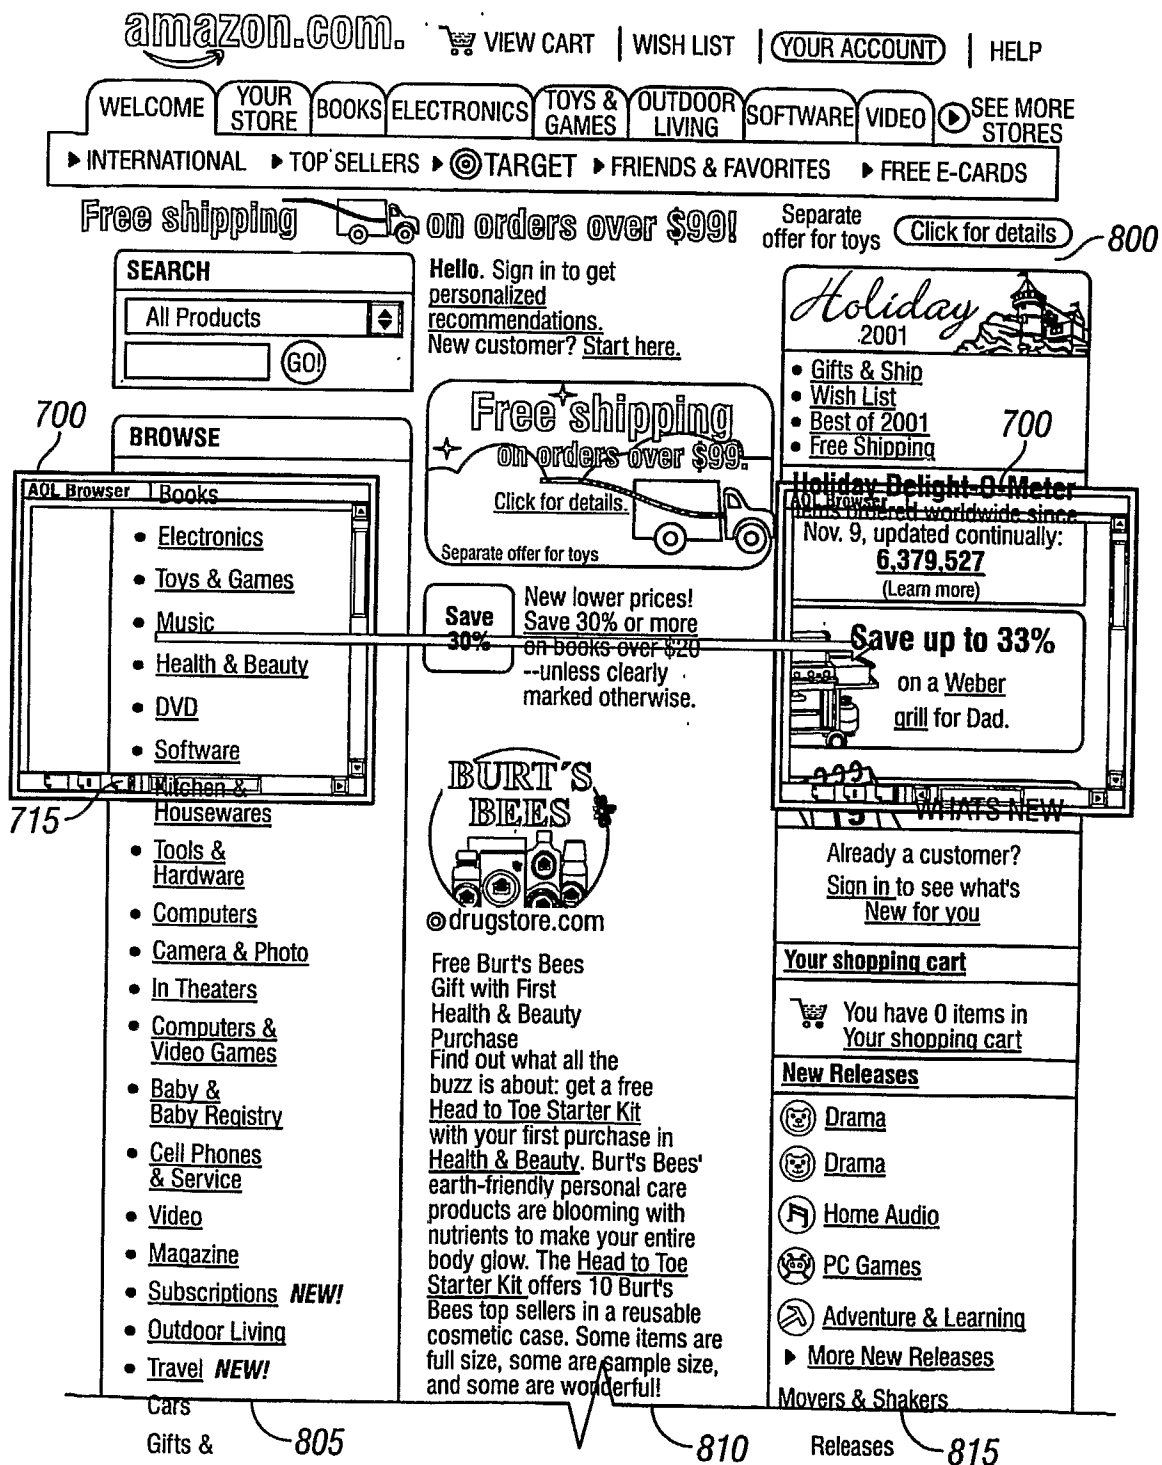 amazon.com.
VIEW CART
WISH LIST
YOUR ACCOUNT
HELP
WELCOME
YOUR
STORE
BOOKS
ELECTRONICS
TOYS &
GAMES
OUTDOOR
LIVING
SOFTWARE
VIDEO
SEE MORE
STORES
INTERNATIONAL
TOP SELLERS
TARGET
FRIENDS & FAVORITES
FREE E-CARDS
Free shipping
on orders over $99!
Separate
offer for toys
Click for details
800
SEARCH
All Products
GO!
700
BROWSE
AOL Browser
Books
• Electronics
• Toys & Games
• Music
• Health & Beauty
• DVD
• Software
Kitchen &
Housewares
715
• Tools &
Hardware
• Computers
• Camera & Photo
• In Theaters
• Computers &
Video Games
• Baby &
Baby Registry
• Cell Phones
& Service
• Video
• Magazine
• Subscriptions NEW!
• Outdoor Living
• Travel NEW!
Cars
Gifts &
805
Hello. Sign in to get
personalized
recommendations.
New customer? Start here.
Free shipping
on orders over $99.
Click for details.
Separate offer for toys
Save
30%
New lower prices!
Save 30% or more
on books over $20
--unless clearly
marked otherwise.
BURT'S
BEES
drugstore.com
Free Burt's Bees
Gift with First
Health & Beauty
Purchase
Find out what all the
buzz is about: get a free
Head to Toe Starter Kit
with your first purchase in
Health & Beauty. Burt's Bees'
earth-friendly personal care
products are blooming with
nutrients to make your entire
body glow. The Head to Toe
Starter Kit offers 10 Burt's
Bees top sellers in a reusable
cosmetic case. Some items are
full size, some are sample size,
and some are wonderful!
810
Holiday
2001
• Gifts & Ship
• Wish List
• Best of 2001
• Free Shipping
700
Holiday Delight-O-Meter
AOL Browser
ordered worldwide since
Nov. 9, updated continually:
6,379,527
(Learn more)
Save up to 33%
on a Weber
grill for Dad.
WHATS NEW
Already a customer?
Sign in to see what's
New for you
Your shopping cart
You have 0 items in
Your shopping cart
New Releases
Drama
Drama
Home Audio
PC Games
Adventure & Learning
More New Releases
Movers & Shakers
Releases
815